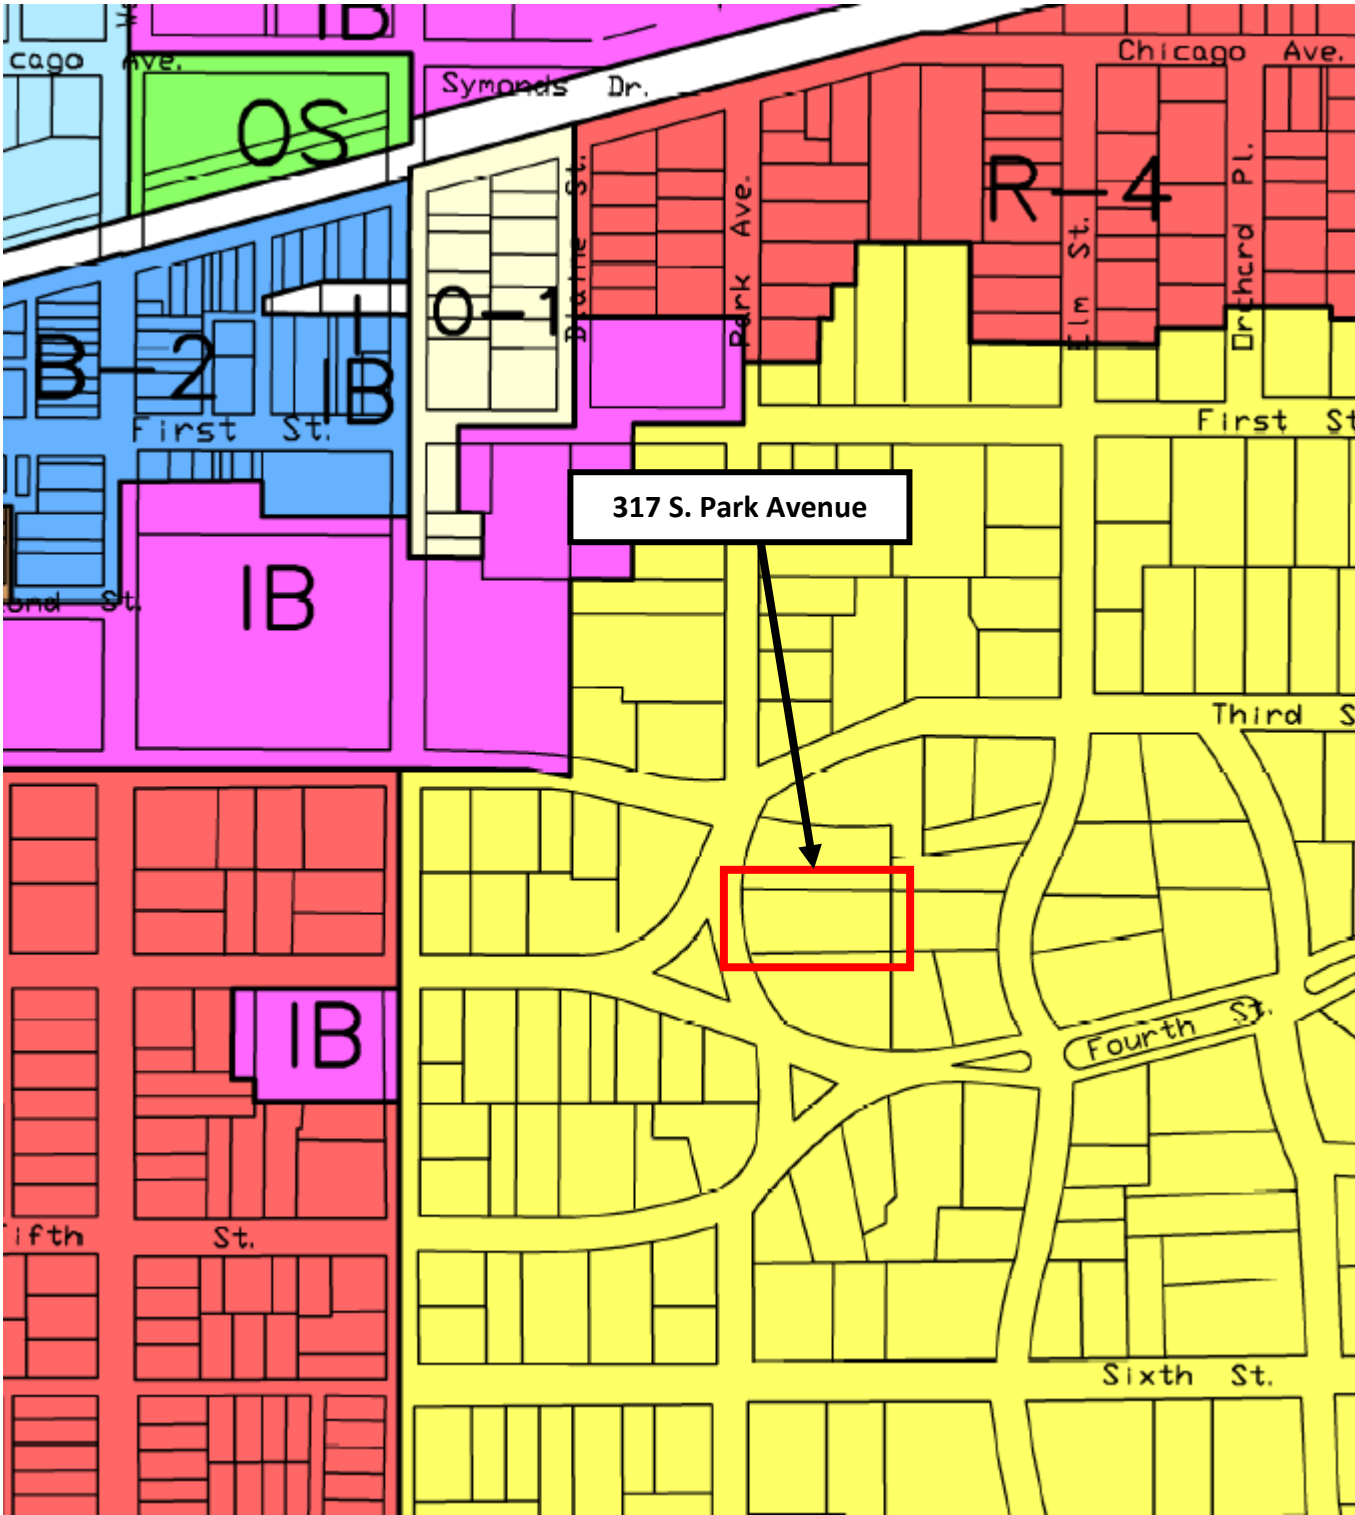 IB
cago Ave.
Chicago Ave.
Symonds Dr.
OS
R-4
Blaine St.
Park Ave.
Elm St.
Orchard Pl.
O-1
I
B-2
IB
First St.
First St
317 S. Park Avenue
IB
ond St.
Third S
IB
Fourth St.
ifth St.
Sixth St.